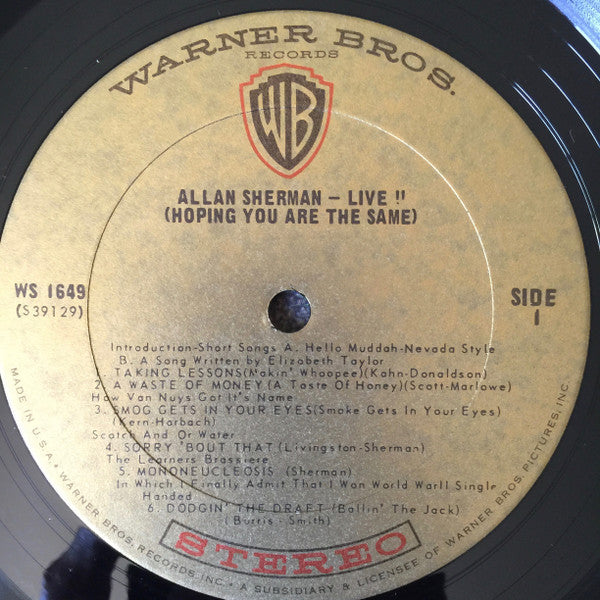 WARNER BROS.
RECORDS
WB
ALLAN SHERMAN – LIVE !!
(HOPING YOU ARE THE SAME)
WS 1649
(S39129)
SIDE
1
Introduction-Short Songs A. Hello Muddah-Nevada Style
B. A Song Written by Elizabeth Taylor
1. TAKING LESSONS(Makin' Whoopee)(Kahn-Donaldson)
2. A WASTE OF MONEY(A Taste Of Honey)(Scott-Marlowe)
How Van Nuys Got It's Name
3. SMOG GETS IN YOUR EYES(Smoke Gets In Your Eyes)
(Kern-Harbach)
Scotch And Or Water
4. SORRY 'BOUT THAT (Livingston-Sherman)
The Learners Brassiere
5. MONONEUCLEOSIS (Sherman)
In Which I Finally Admit That I Won World WarII Single
Handed
6. DODGIN' THE DRAFT (Ballin' The Jack)
(Burris - Smith)
STEREO
MADE IN U.S.A. • WARNER BROS. RECORDS INC. • A SUBSIDIARY & LICENSEE OF WARNER BROS. PICTURES, INC.